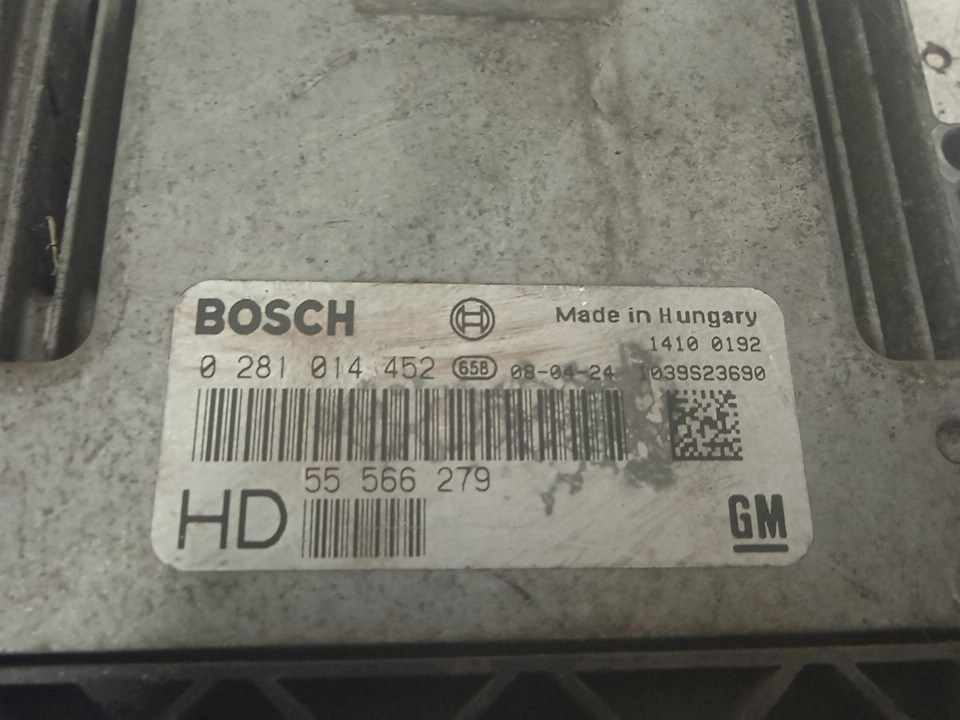 BOSCH
Made in Hungary
1410 0192
0 281 014 452 658 08-04-24 1039S23690
55 566 279
HD
GM